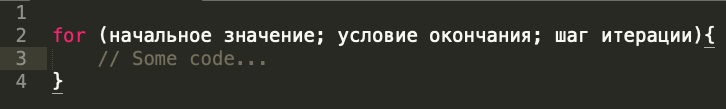 1
2 for (начальное значение; условие окончания; шаг итерации){
3 // Some code...
4 }